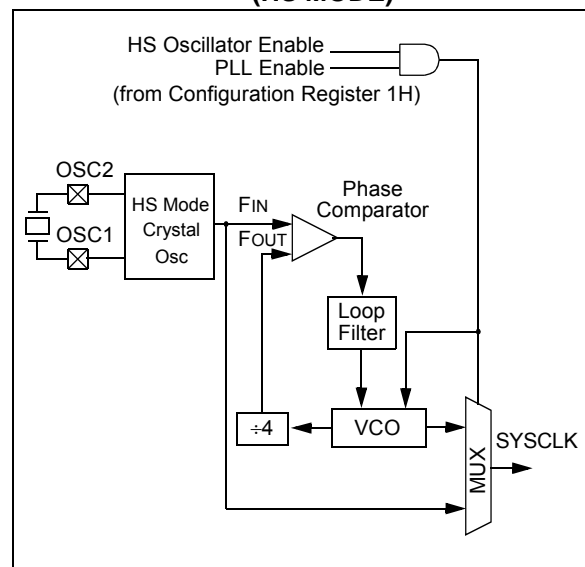 (HS MODE)
HS Oscillator Enable
PLL Enable
(from Configuration Register 1H)
OSC2
OSC1
HS Mode
Crystal
Osc
FIN
FOUT
Phase
Comparator
Loop
Filter
÷4
VCO
MUX
SYSCLK